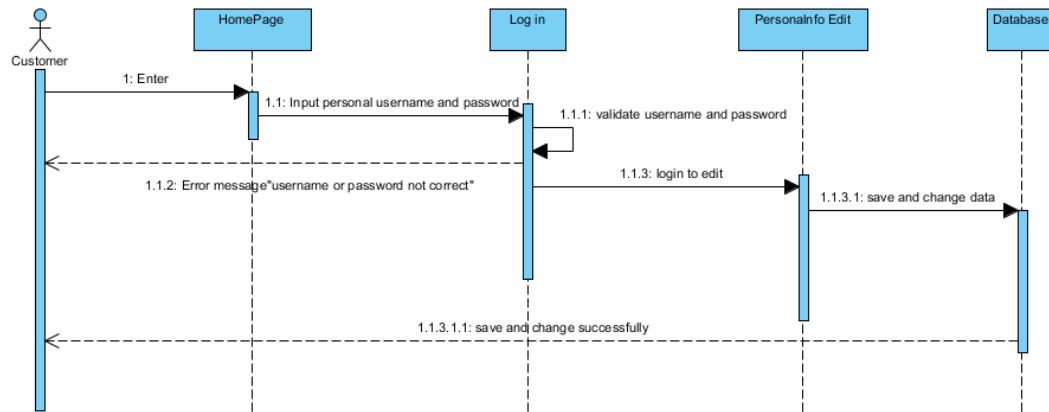 HomePage
Log in
PersonaInfo Edit
Database
Customer
1: Enter
1.1: Input personal username and password
1.1.1: validate username and password
1.1.2: Error message"username or password not correct"
1.1.3: login to edit
1.1.3.1: save and change data
1.1.3.1.1: save and change successfully